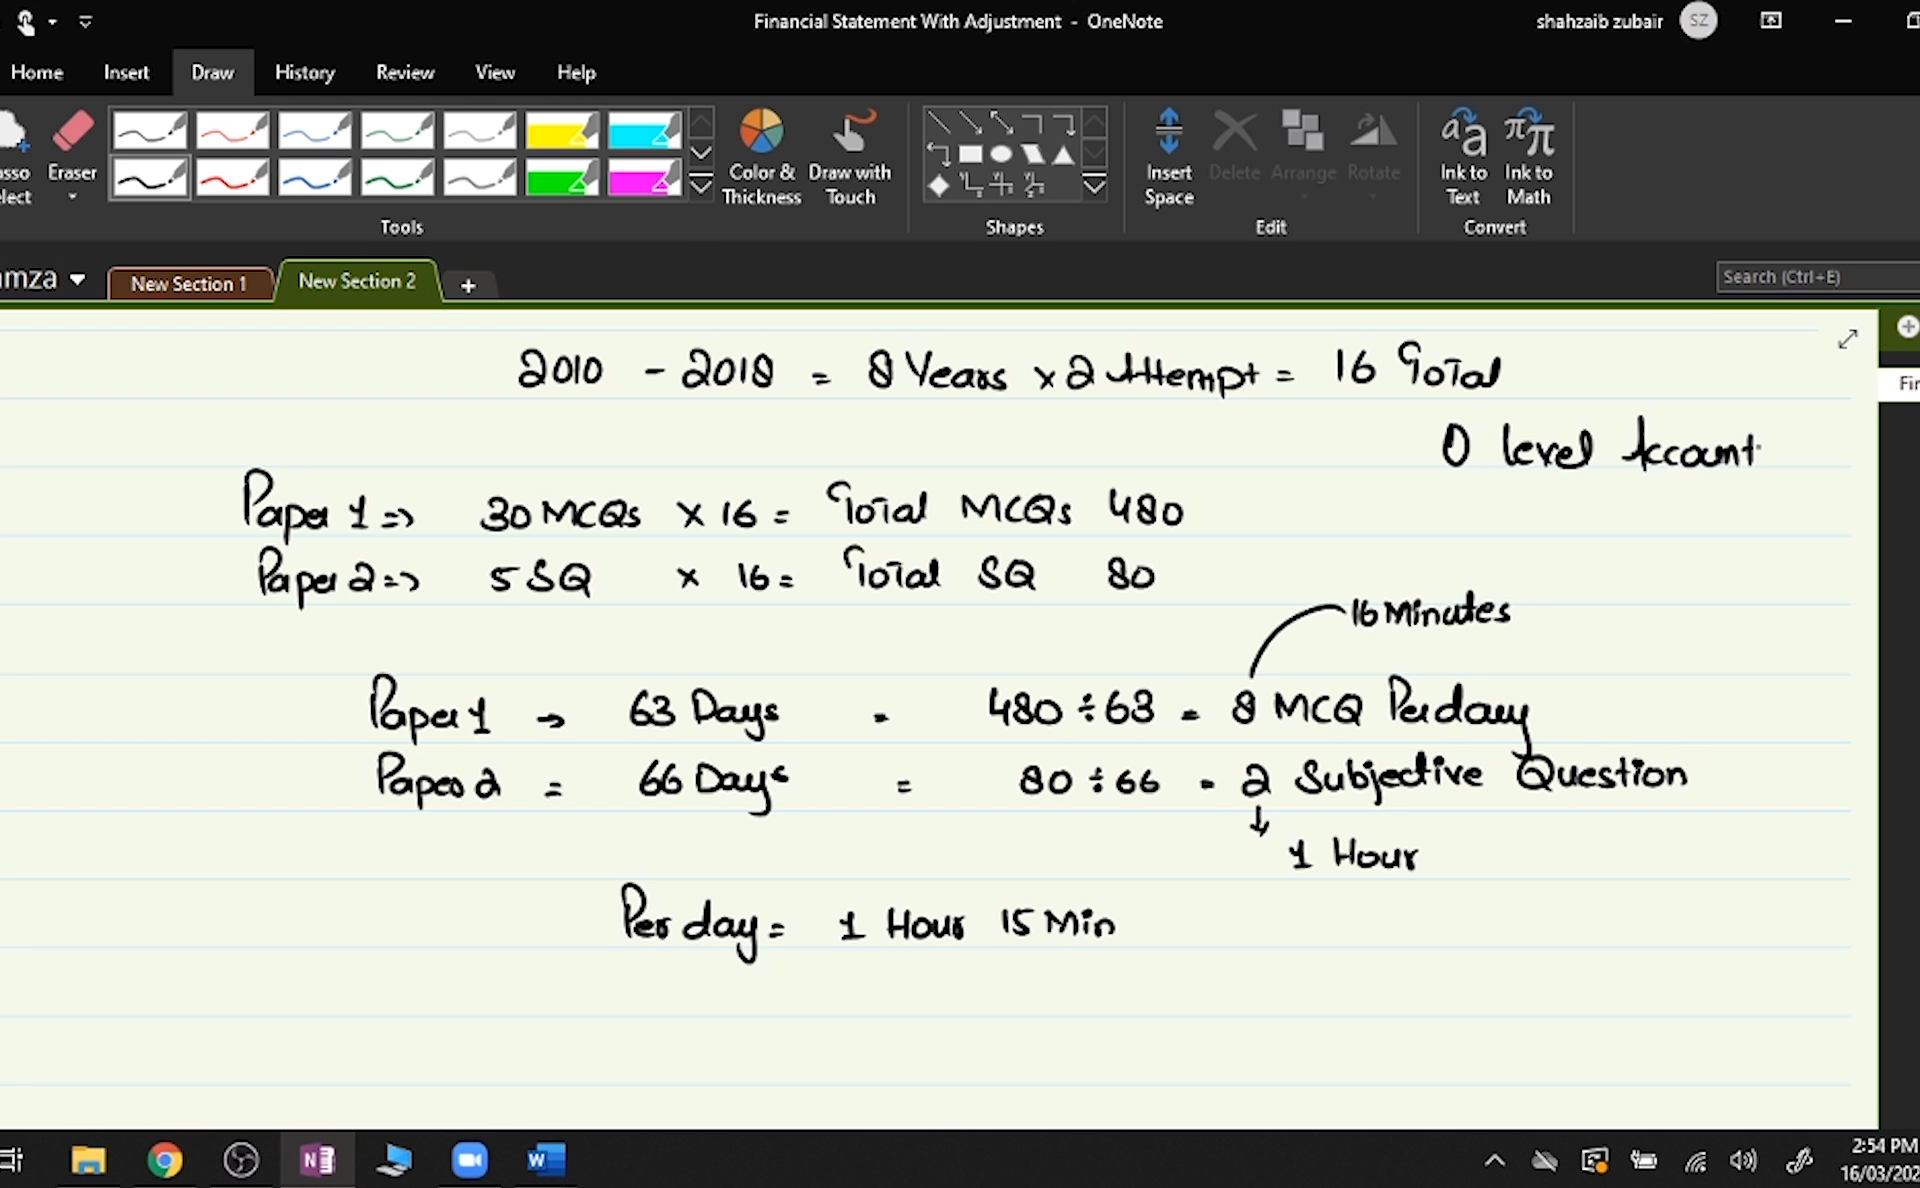 Financial Statement With Adjustment - OneNote
shahzaib zubair SZ
Home Insert Draw History Review View Help
Eraser
Color & Thickness
Draw with Touch
Insert Space
Delete
Arrange
Rotate
Ink to Text
Ink to Math
Tools
Shapes
Edit
Convert
New Section 1 New Section 2 +
Search (Ctrl+E)
2010 - 2018 = 8 Years x 2 Attempt = 16 Total
O level Account
Paper 1 => 30 MCQs x 16 = Total MCQs 480
Paper 2 => 5 SQ x 16 = Total SQ 80
16 Minutes
Paper 1 → 63 Days = 480 ÷ 63 = 8 MCQ Per day
Paper 2 = 66 Days = 80 ÷ 66 = 2 Subjective Question
↓
1 Hour
Per day = 1 Hour 15 Min
2:54 PM